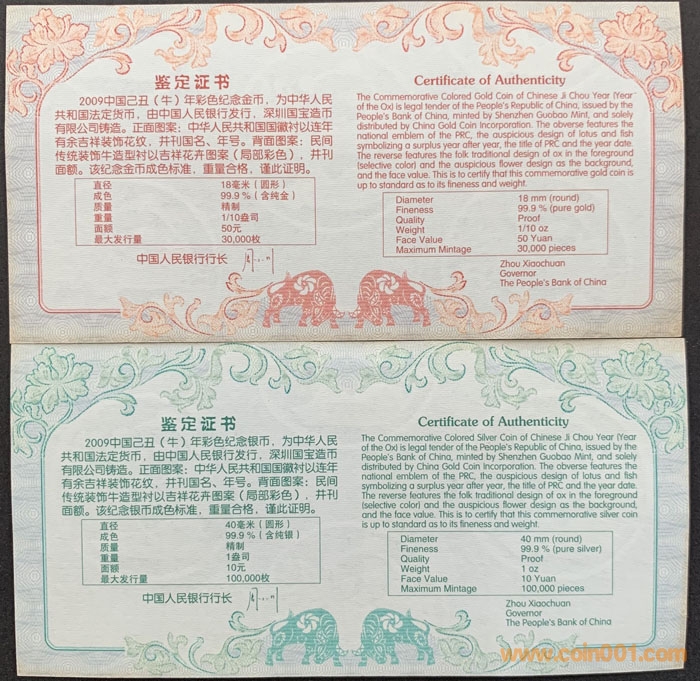 鉴定证书
2009中国己丑（牛）年彩色纪念金币，为中华人民
共和国法定货币，由中国人民银行发行，深圳国宝造币
有限公司铸造。正面图案：中华人民共和国国徽衬以连年
有余吉祥装饰花纹，并刊国名、年号。背面图案：民间
传统装饰牛造型衬以吉祥花卉图案（局部彩色），并刊
面额。该纪念金币成色标准，重量合格，谨此证明。
直径 18毫米（圆形）
成色 99.9％（含纯金）
质量 精制
重量 1/10盎司
面额 50元
最大发行量 30,000枚
中国人民银行行长
Certificate of Authenticity
The Commemorative Colored Gold Coin of Chinese Ji Chou Year (Year
of the Ox) is legal tender of the People's Republic of China, issued by the
People's Bank of China, minted by Shenzhen Guobao Mint, and solely
distributed by China Gold Coin Incorporation. The obverse features the
national emblem of the PRC, the auspicious design of lotus and fish
symbolizing a surplus year after year, the title of PRC and the year date.
The reverse features the folk traditional design of ox in the foreground
(selective color) and the auspicious flower design as the background,
and the face value. This is to certify that this commemorative gold coin is
up to standard as to its fineness and weight.
Diameter 18 mm (round)
Fineness 99.9 % (pure gold)
Quality Proof
Weight 1/10 oz
Face Value 50 Yuan
Maximum Mintage 30,000 pieces
Zhou Xiaochuan
Governor
The People's Bank of China
鉴定证书
2009中国己丑（牛）年彩色纪念银币，为中华人民
共和国法定货币，由中国人民银行发行，深圳国宝造币
有限公司铸造。正面图案：中华人民共和国国徽衬以连年
有余吉祥装饰花纹，并刊国名、年号。背面图案：民间
传统装饰牛造型衬以吉祥花卉图案（局部彩色），并刊
面额。该纪念银币成色标准，重量合格，谨此证明。
直径 40毫米（圆形）
成色 99.9％（含纯银）
质量 精制
重量 1盎司
面额 10元
最大发行量 100,000枚
中国人民银行行长
Certificate of Authenticity
The Commemorative Colored Silver Coin of Chinese Ji Chou Year (Year
of the Ox) is legal tender of the People's Republic of China, issued by the
People's Bank of China, minted by Shenzhen Guobao Mint, and solely
distributed by China Gold Coin Incorporation. The obverse features the
national emblem of the PRC, the auspicious design of lotus and fish
symbolizing a surplus year after year, the title of PRC and the year date.
The reverse features the folk traditional design of ox in the foreground
(selective color) and the auspicious flower design as the background,
and the face value. This is to certify that this commemorative silver coin
is up to standard as to its fineness and weight.
Diameter 40 mm (round)
Fineness 99.9 % (pure silver)
Quality Proof
Weight 1 oz
Face Value 10 Yuan
Maximum Mintage 100,000 pieces
Zhou Xiaochuan
Governor
The People's Bank of China
www.coin001.com